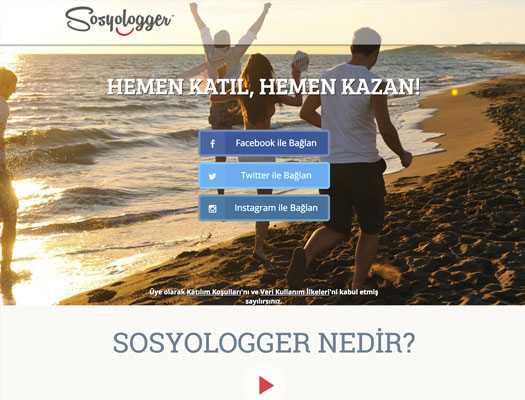 Sosyologger™
HEMEN KATIL, HEMEN KAZAN!
Facebook ile Bağlan
Twitter ile Bağlan
Instagram ile Bağlan
Üye olarak Katılım Koşulları'nı ve Veri Kullanım İlkeleri'ni kabul etmiş
sayılırsınız.
SOSYOLOGGER NEDİR?